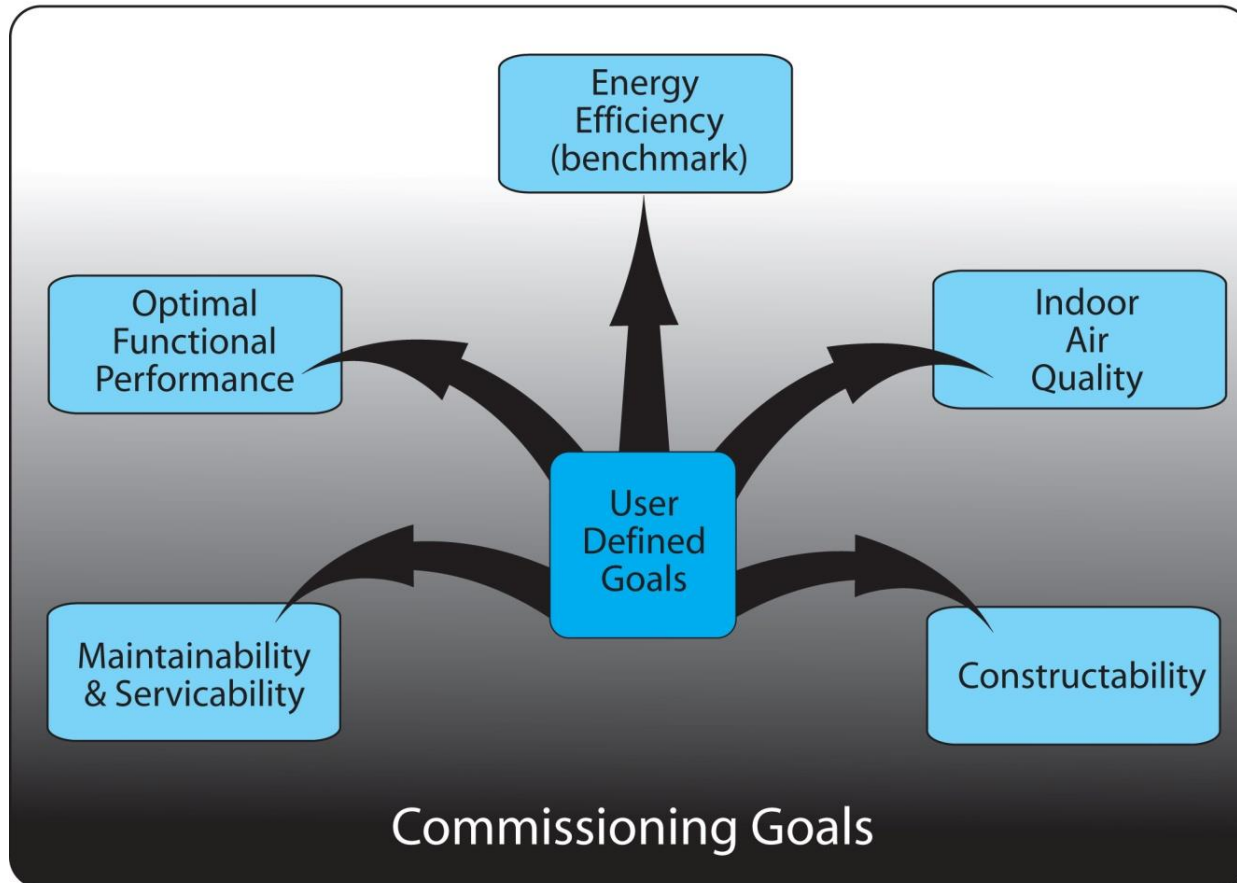 Energy
Efficiency
(benchmark)
Optimal
Functional
Performance
Indoor
Air
Quality
User
Defined
Goals
Maintainability
& Servicability
Constructability
Commissioning Goals